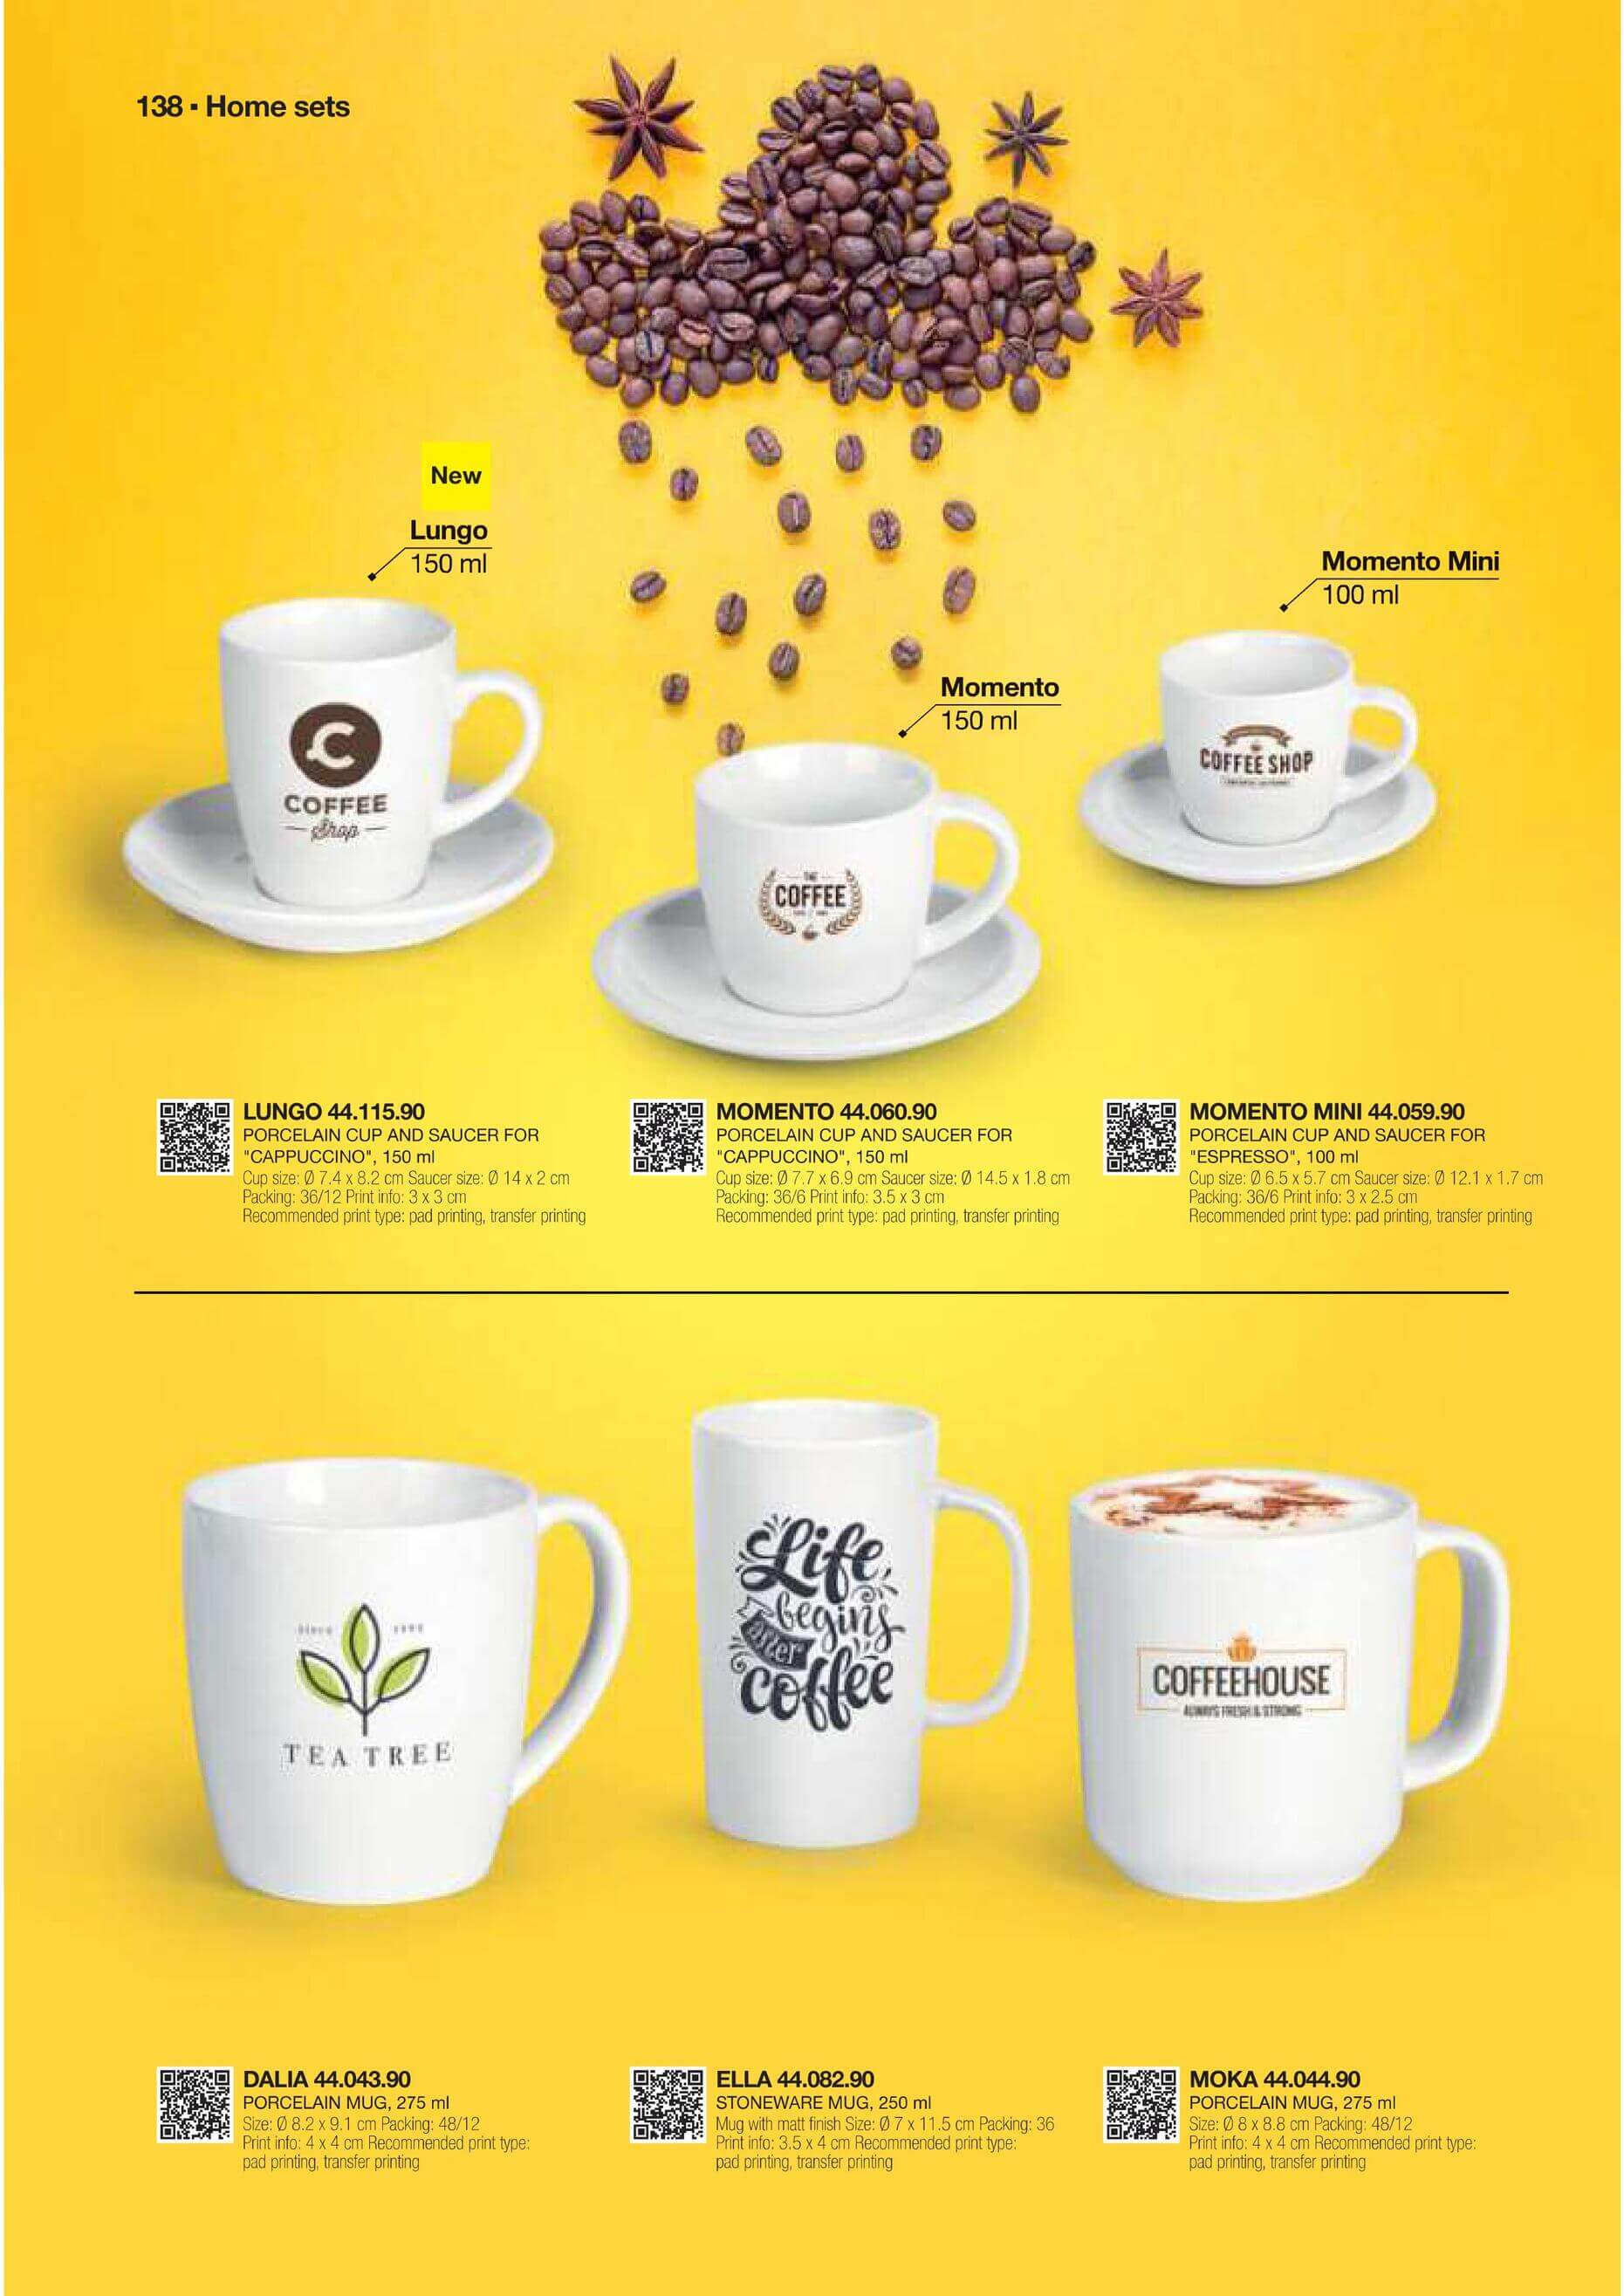 138 ▪ Home sets
New
Lungo
150 ml
Momento Mini
100 ml
Momento
150 ml
C
COFFEE
Shop
THE
COFFEE
COFFEE SHOP
LUNGO 44.115.90
PORCELAIN CUP AND SAUCER FOR
"CAPPUCCINO", 150 ml
Cup size: Ø 7.4 x 8.2 cm Saucer size: Ø 14 x 2 cm
Packing: 36/12 Print info: 3 x 3 cm
Recommended print type: pad printing, transfer printing
MOMENTO 44.060.90
PORCELAIN CUP AND SAUCER FOR
"CAPPUCCINO", 150 ml
Cup size: Ø 7.7 x 6.9 cm Saucer size: Ø 14.5 x 1.8 cm
Packing: 36/6 Print info: 3.5 x 3 cm
Recommended print type: pad printing, transfer printing
MOMENTO MINI 44.059.90
PORCELAIN CUP AND SAUCER FOR
"ESPRESSO", 100 ml
Cup size: Ø 6.5 x 5.7 cm Saucer size: Ø 12.1 x 1.7 cm
Packing: 36/6 Print info: 3 x 2.5 cm
Recommended print type: pad printing, transfer printing
Since
TEA TREE
Life
begins
after
coffee
COFFEEHOUSE
ALWAYS FRESH & STRONG
DALIA 44.043.90
PORCELAIN MUG, 275 ml
Size: Ø 8.2 x 9.1 cm Packing: 48/12
Print info: 4 x 4 cm Recommended print type:
pad printing, transfer printing
ELLA 44.082.90
STONEWARE MUG, 250 ml
Mug with matt finish Size: Ø 7 x 11.5 cm Packing: 36
Print info: 3.5 x 4 cm Recommended print type:
pad printing, transfer printing
MOKA 44.044.90
PORCELAIN MUG, 275 ml
Size: Ø 8 x 8.8 cm Packing: 48/12
Print info: 4 x 4 cm Recommended print type:
pad printing, transfer printing